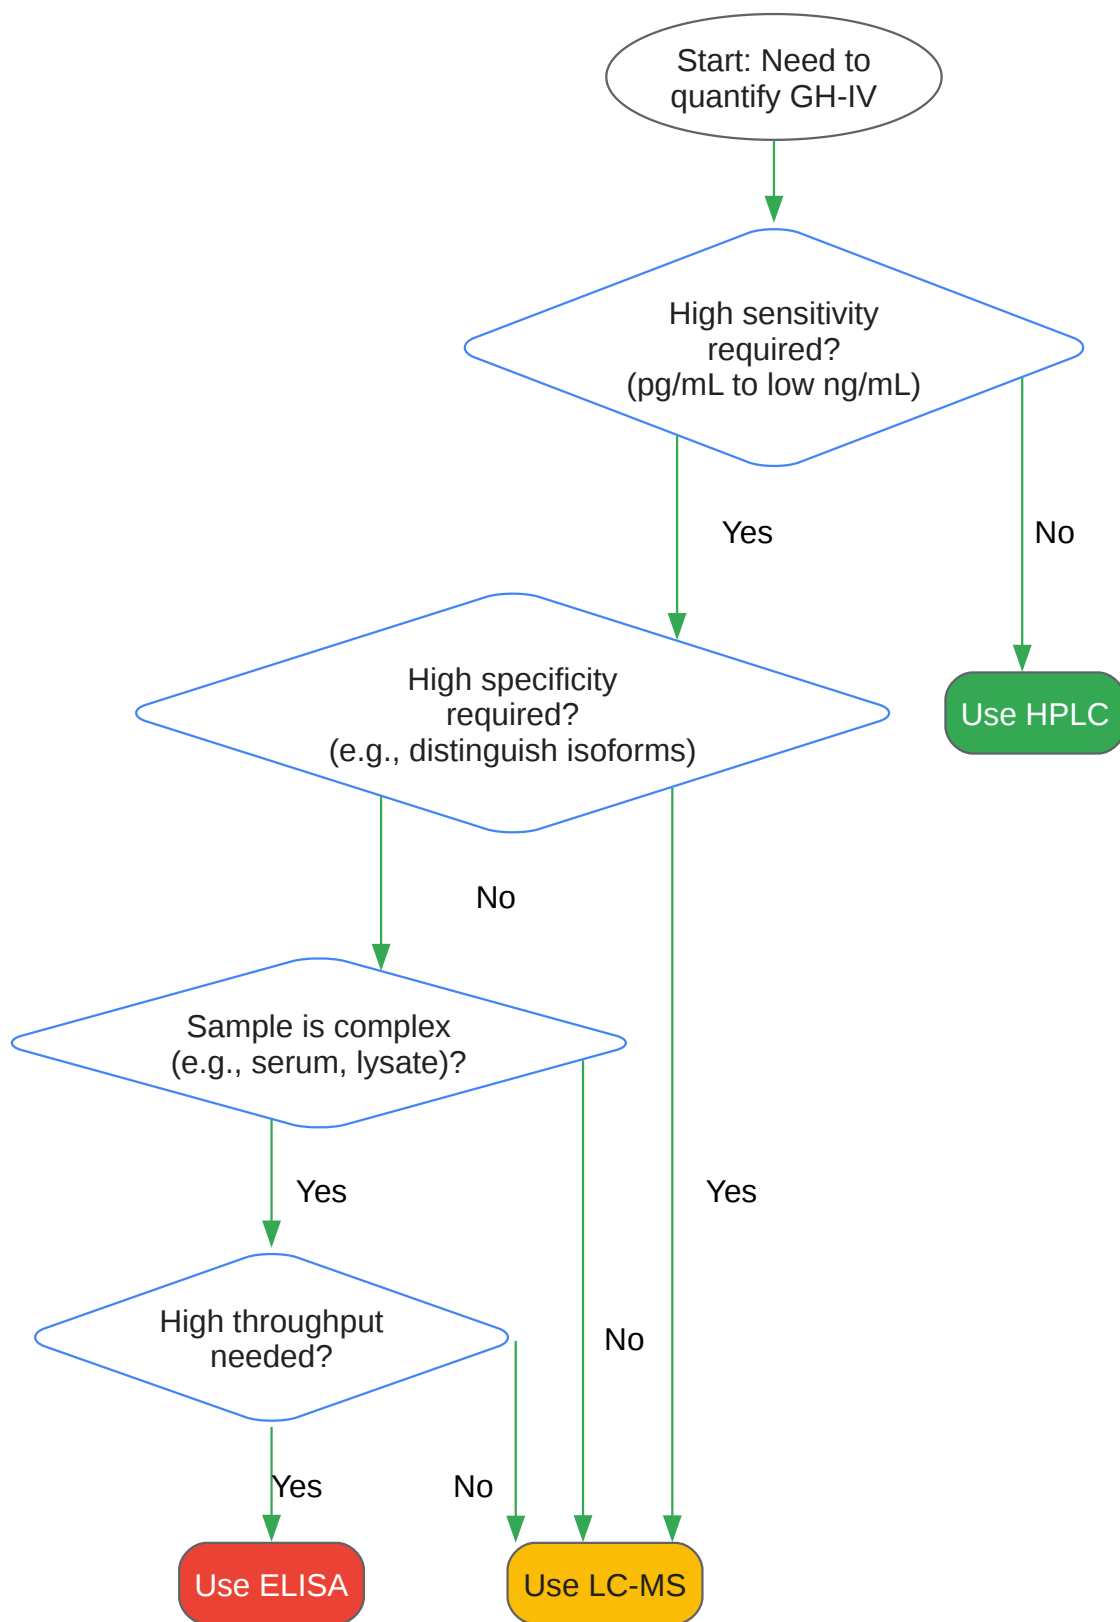 Start: Need to
quantify GH-IV
High sensitivity
required?
(pg/mL to low ng/mL)
Yes
No
High specificity
required?
(e.g., distinguish isoforms)
Use HPLC
No
Sample is complex
(e.g., serum, lysate)?
Yes
Yes
High throughput
needed?
No
Yes
No
Use ELISA
Use LC-MS